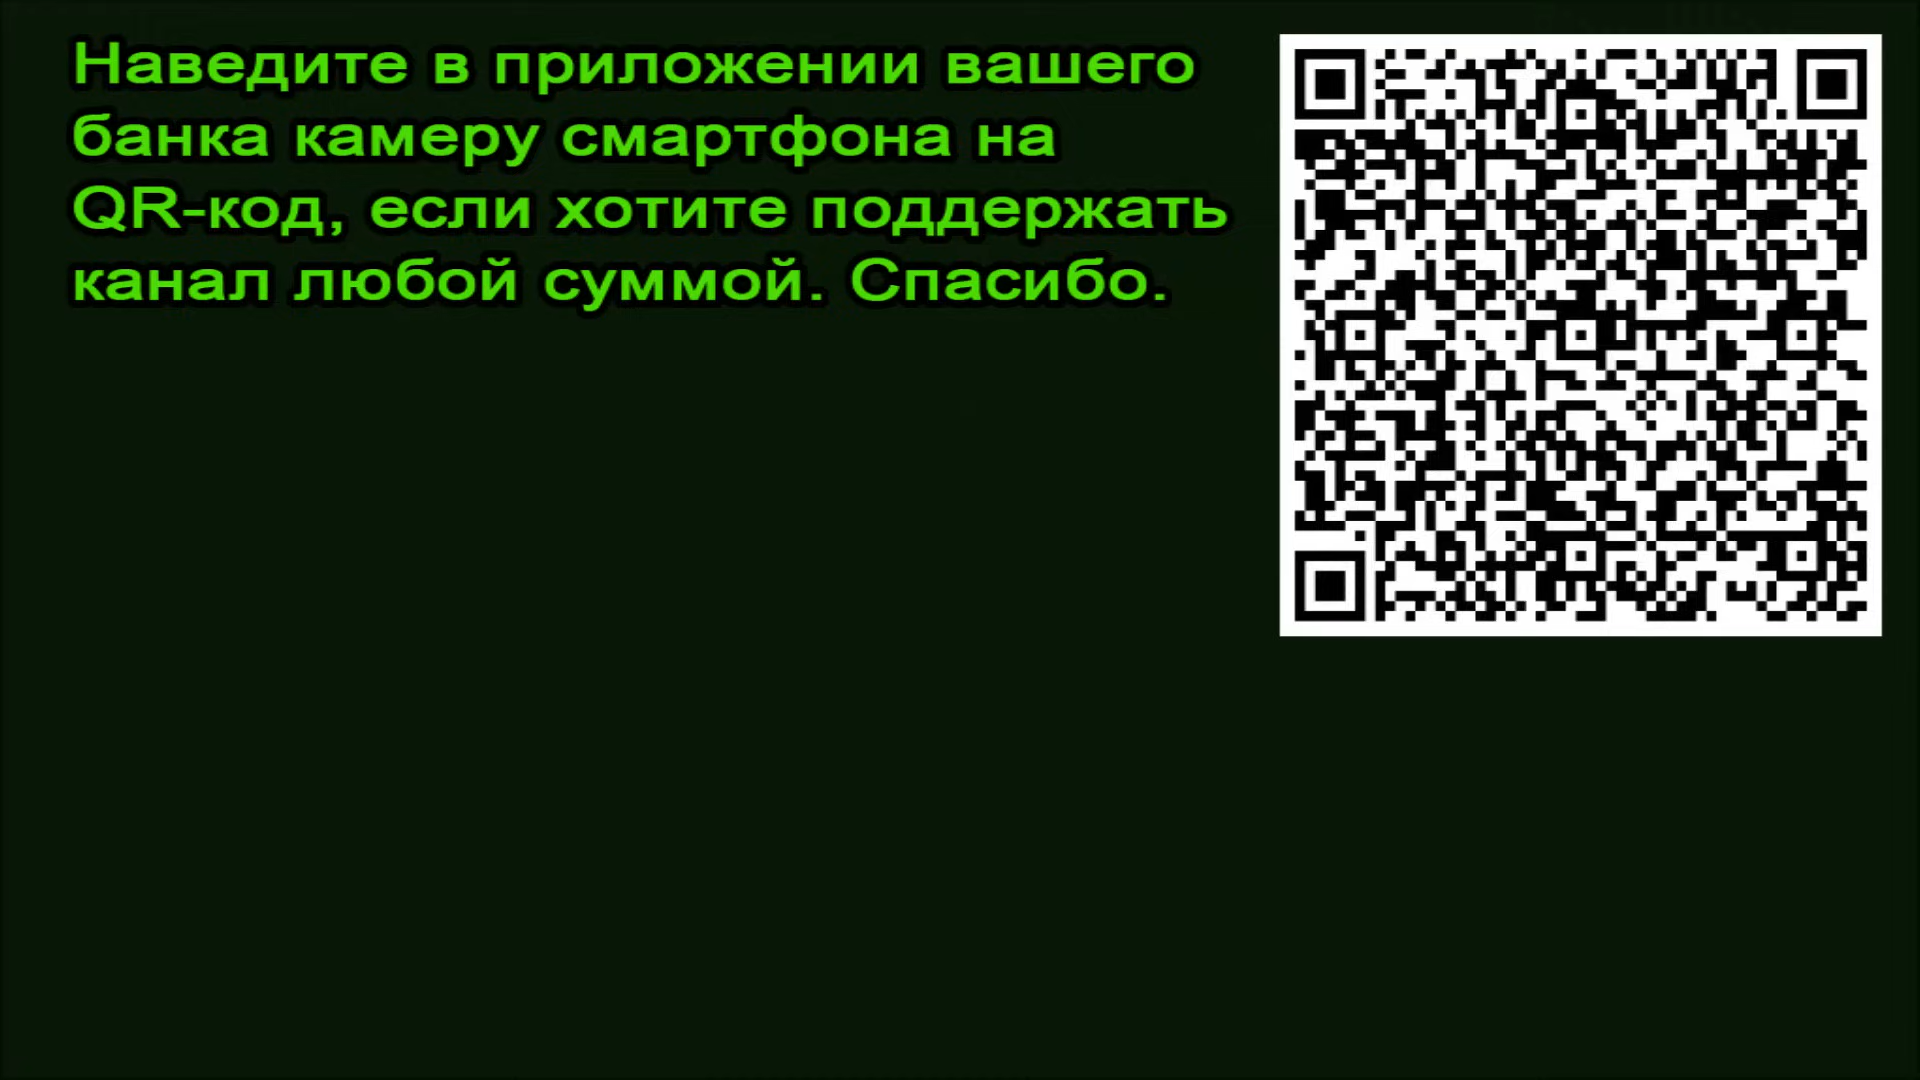 Наведите в приложении вашего
банка камеру смартфона на
QR-код, если хотите поддержать
канал любой суммой. Спасибо.